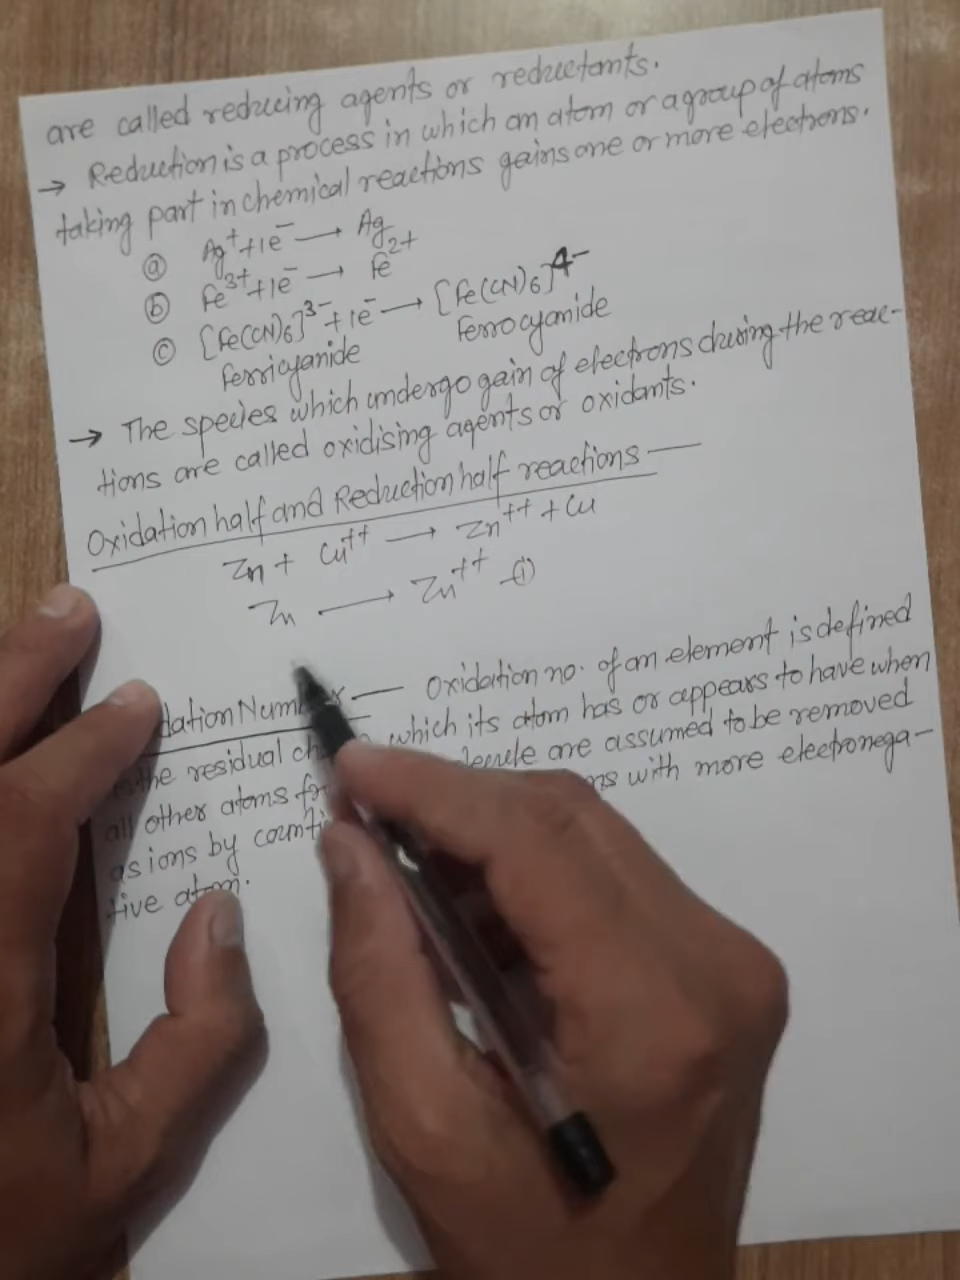 are called reducing agents or reductants.
→ Reduction is a process in which an atom or a group of atoms
taking part in chemical reactions gains one or more electrons.
ⓐ Ag⁺+1e⁻ ⟶ Ag
ⓑ Fe³⁺+1e⁻ ⟶ Fe²⁺
ⓒ [Fe(CN)₆]³⁻+1e⁻ ⟶ [Fe(CN)₆]⁴⁻
Ferricyanide Ferrocyanide
→ The species which undergo gain of electrons during the reac-
tions are called oxidising agents or oxidants.
Oxidation half and Reduction half reactions —
Zn + Cu⁺⁺ ⟶ Zn⁺⁺ + Cu
Zn ⟶ Zn⁺⁺ -①
dation Number — Oxidation no. of an element is defined
the residual which its atom has or appears to have when
all other atoms are assumed to be removed
as ions by with more electronega-
tive atom.